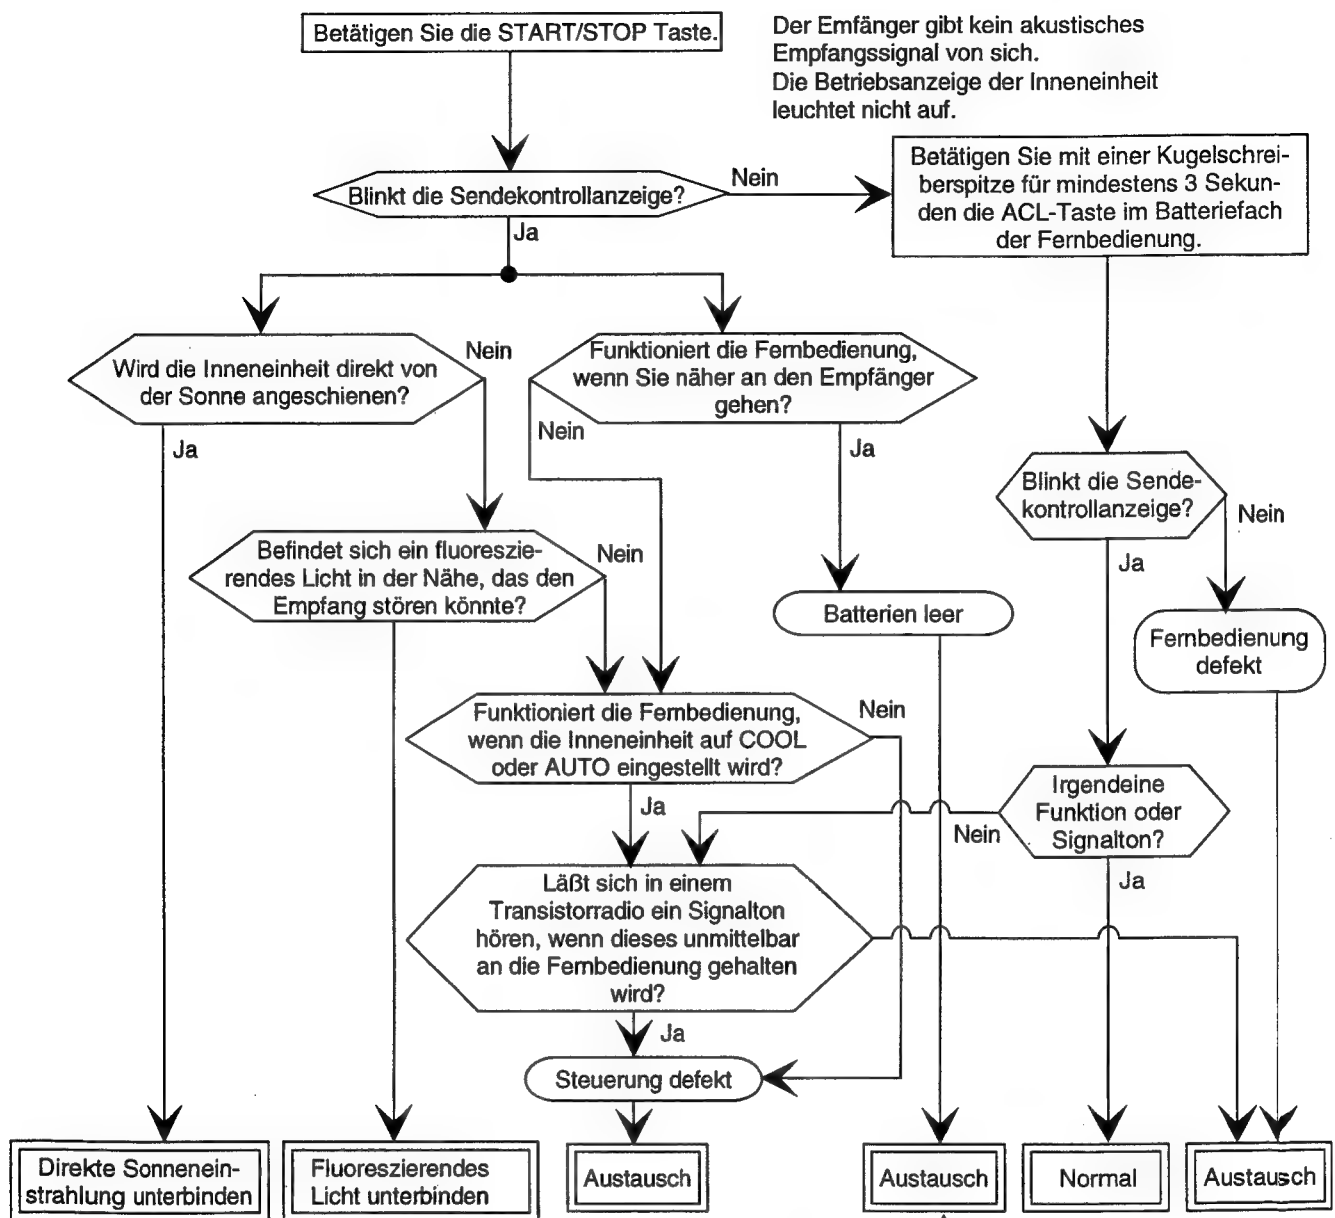 Betätigen Sie die START/STOP Taste.
Der Emfänger gibt kein akustisches
Empfangssignal von sich.
Die Betriebsanzeige der Inneneinheit
leuchtet nicht auf.
Blinkt die Sendekontrollanzeige?
Nein
Betätigen Sie mit einer Kugelschrei-
berspitze für mindestens 3 Sekun-
den die ACL-Taste im Batteriefach
der Fernbedienung.
Ja
Wird die Inneneinheit direkt von
der Sonne angeschienen?
Nein
Ja
Funktioniert die Fernbedienung,
wenn Sie näher an den Empfänger
gehen?
Nein
Ja
Blinkt die Sende-
kontrollanzeige?
Nein
Ja
Befindet sich ein fluoreszie-
rendes Licht in der Nähe, das den
Empfang stören könnte?
Nein
Batterien leer
Fernbedienung
defekt
Funktioniert die Fernbedienung,
wenn die Inneneinheit auf COOL
oder AUTO eingestellt wird?
Nein
Ja
Irgendeine
Funktion oder
Signalton?
Nein
Ja
Läßt sich in einem
Transistorradio ein Signalton
hören, wenn dieses unmittelbar
an die Fernbedienung gehalten
wird?
Ja
Steuerung defekt
Direkte Sonnenein-
strahlung unterbinden
Fluoreszierendes
Licht unterbinden
Austausch
Austausch
Normal
Austausch